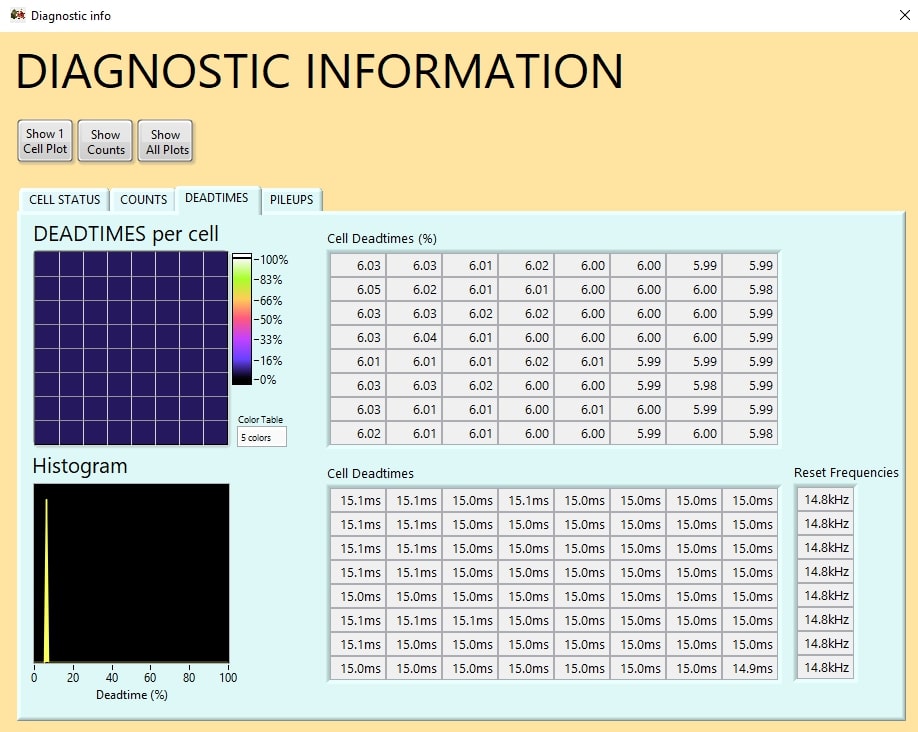 Diagnostic info
DIAGNOSTIC INFORMATION
Show 1
Cell Plot
Show
Counts
Show
All Plots
CELL STATUS
COUNTS
DEADTIMES
PILEUPS
DEADTIMES per cell
100%
83%
66%
50%
33%
16%
0%
Color Table
5 colors
Cell Deadtimes (%)
6.03 6.03 6.01 6.02 6.00 6.00 5.99 5.99
6.05 6.02 6.01 6.01 6.00 6.00 6.00 5.98
6.03 6.03 6.02 6.02 6.00 6.00 6.00 5.99
6.03 6.04 6.01 6.00 6.00 6.00 5.99 5.99
6.01 6.01 6.01 6.02 6.01 5.99 5.99 5.99
6.03 6.03 6.02 6.00 6.00 5.99 5.98 5.99
6.03 6.01 6.01 6.00 6.01 6.00 5.99 5.99
6.02 6.01 6.01 6.00 6.00 5.99 6.00 5.98
Histogram
0 20 40 60 80 100
Deadtime (%)
Cell Deadtimes
15.1ms 15.1ms 15.0ms 15.1ms 15.0ms 15.0ms 15.0ms 15.0ms
15.1ms 15.1ms 15.0ms 15.0ms 15.0ms 15.0ms 15.0ms 15.0ms
15.1ms 15.1ms 15.0ms 15.0ms 15.0ms 15.0ms 15.0ms 15.0ms
15.1ms 15.1ms 15.0ms 15.0ms 15.0ms 15.0ms 15.0ms 15.0ms
15.0ms 15.0ms 15.0ms 15.0ms 15.0ms 15.0ms 15.0ms 15.0ms
15.1ms 15.1ms 15.1ms 15.0ms 15.0ms 15.0ms 15.0ms 15.0ms
15.1ms 15.0ms 15.0ms 15.0ms 15.0ms 15.0ms 15.0ms 15.0ms
15.0ms 15.0ms 15.0ms 15.0ms 15.0ms 15.0ms 15.0ms 14.9ms
Reset Frequencies
14.8kHz
14.8kHz
14.8kHz
14.8kHz
14.8kHz
14.8kHz
14.8kHz
14.8kHz